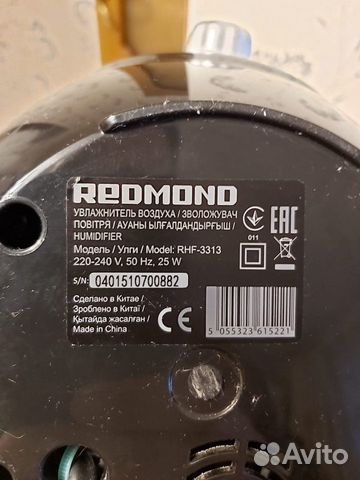 REDMOND
УВЛАЖНИТЕЛЬ ВОЗДУХА / ЗВОЛОЖУВАЧ
ПОВІТРЯ / АУАНЫ ЫЛҒАЛДАНДЫРҒЫШ /
HUMIDIFIER
Модель / Улги / Model: RHF-3313
220-240 V, 50 Hz, 25 W
011
EAC
S/N: 0401510700882
Сделано в Китае /
Зроблено в Китаї /
Қытайда жасалған /
Made in China
CE
5 055323 615221
Avito